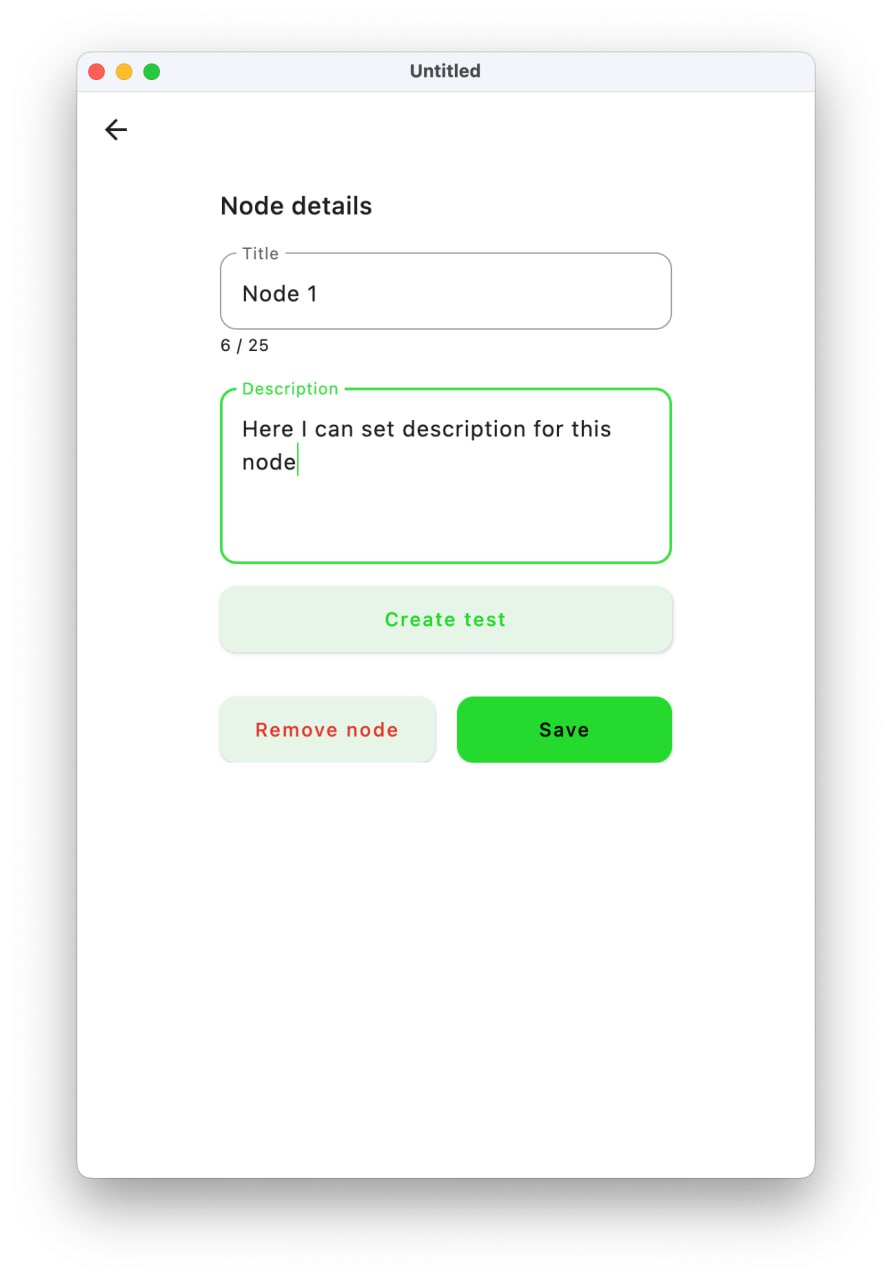 Untitled
Node details
Title
Node 1
6 / 25
Description
Here I can set description for this
node
Create test
Remove node
Save